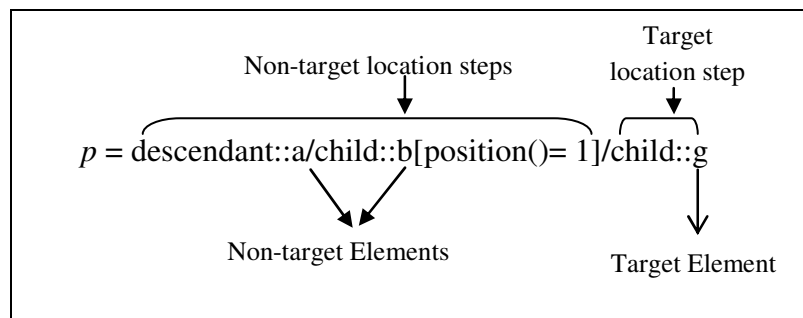 Target
Non-target location steps
location step
p = descendant::a/child::b[position()= 1]/child::g
Non-target Elements
Target Element